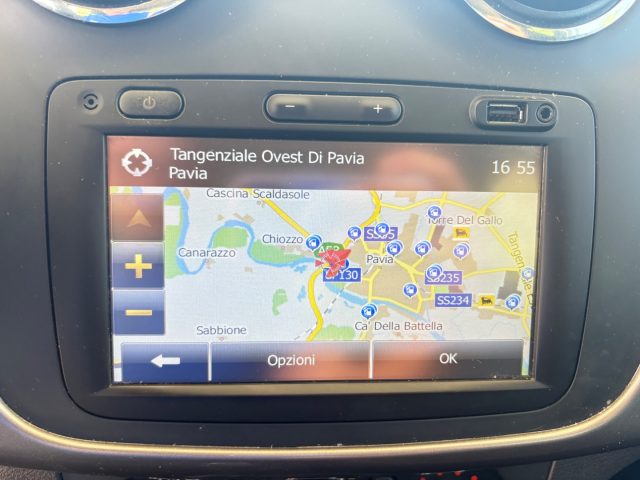 Tangenziale Ovest Di Pavia
Pavia
16 55
Cascina Scaldasole
Torre Del Gallo
Chiozzo
SS35
Canarazzo
Pavia
SS235
SS234
Sabbione
Ca' Della Battella
Opzioni
OK